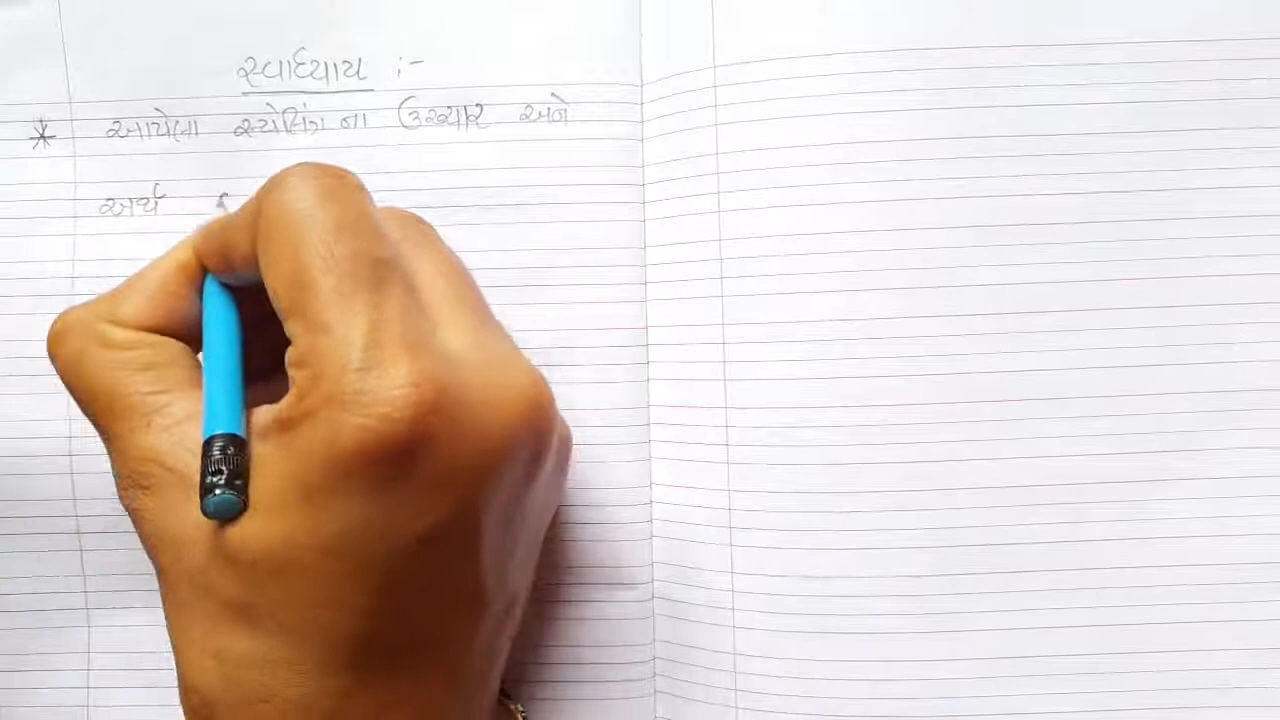 સ્વાધ્યાય :-
* આપેલા સ્પેલિંગ ના ઉચ્ચાર અને
અર્થ